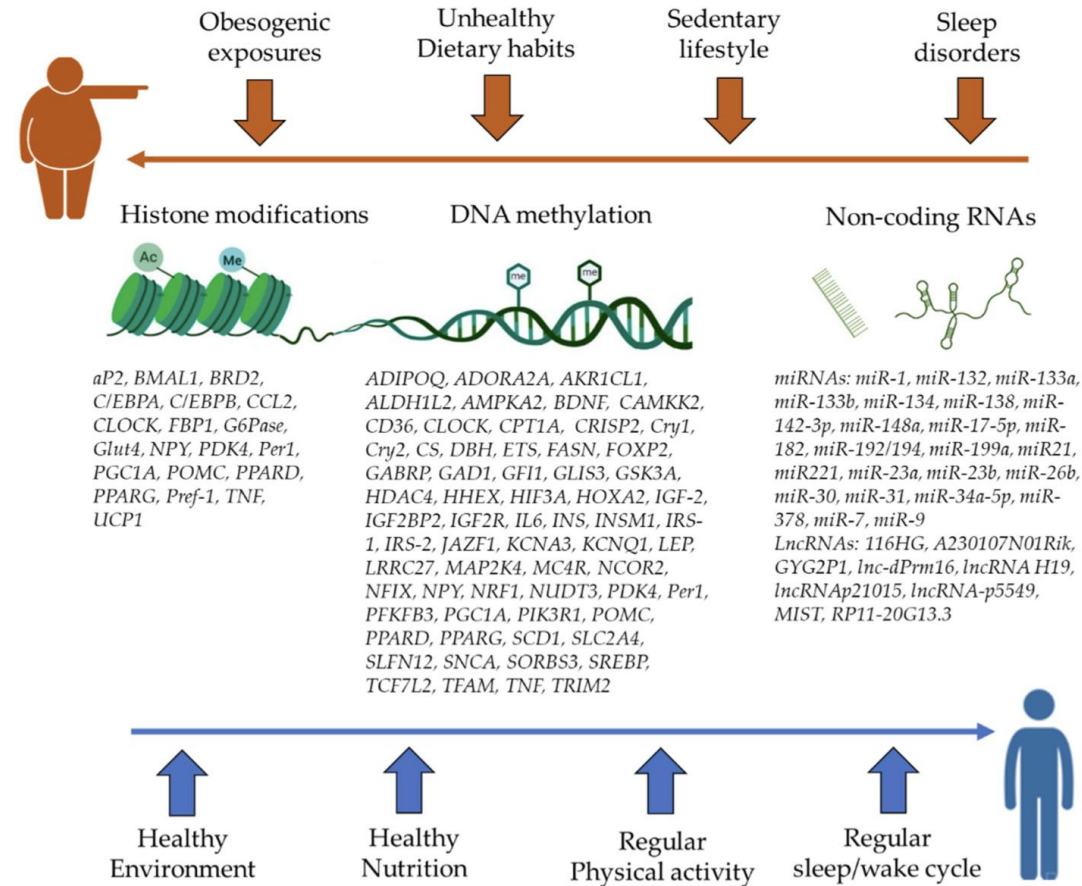 Obesogenic
exposures
Unhealthy
Dietary habits
Sedentary
lifestyle
Sleep
disorders
Histone modifications
DNA methylation
Non-coding RNAs
Ac
Me
me
me
aP2, BMAL1, BRD2,
C/EBPA, C/EBPB, CCL2,
CLOCK, FBP1, G6Pase,
Glut4, NPY, PDK4, Per1,
PGC1A, POMC, PPARD,
PPARG, Pref-1, TNF,
UCP1
ADIPOQ, ADORA2A, AKR1CL1,
ALDH1L2, AMPKA2, BDNF, CAMKK2,
CD36, CLOCK, CPT1A, CRISP2, Cry1,
Cry2, CS, DBH, ETS, FASN, FOXP2,
GABRP, GAD1, GFI1, GLIS3, GSK3A,
HDAC4, HHEX, HIF3A, HOXA2, IGF-2,
IGF2BP2, IGF2R, IL6, INS, INSM1, IRS-
1, IRS-2, JAZF1, KCNA3, KCNQ1, LEP,
LRRC27, MAP2K4, MC4R, NCOR2,
NFIX, NPY, NRF1, NUDT3, PDK4, Per1,
PFKFB3, PGC1A, PIK3R1, POMC,
PPARD, PPARG, SCD1, SLC2A4,
SLFN12, SNCA, SORBS3, SREBP,
TCF7L2, TFAM, TNF, TRIM2
miRNAs: miR-1, miR-132, miR-133a,
miR-133b, miR-134, miR-138, miR-
142-3p, miR-148a, miR-17-5p, miR-
182, miR-192/194, miR-199a, miR21,
miR221, miR-23a, miR-23b, miR-26b,
miR-30, miR-31, miR-34a-5p, miR-
378, miR-7, miR-9
LncRNAs: 116HG, A230107N01Rik,
GYG2P1, lnc-dPrm16, lncRNA H19,
lncRNAp21015, lncRNA-p5549,
MIST, RP11-20G13.3
Healthy
Environment
Healthy
Nutrition
Regular
Physical activity
Regular
sleep/wake cycle